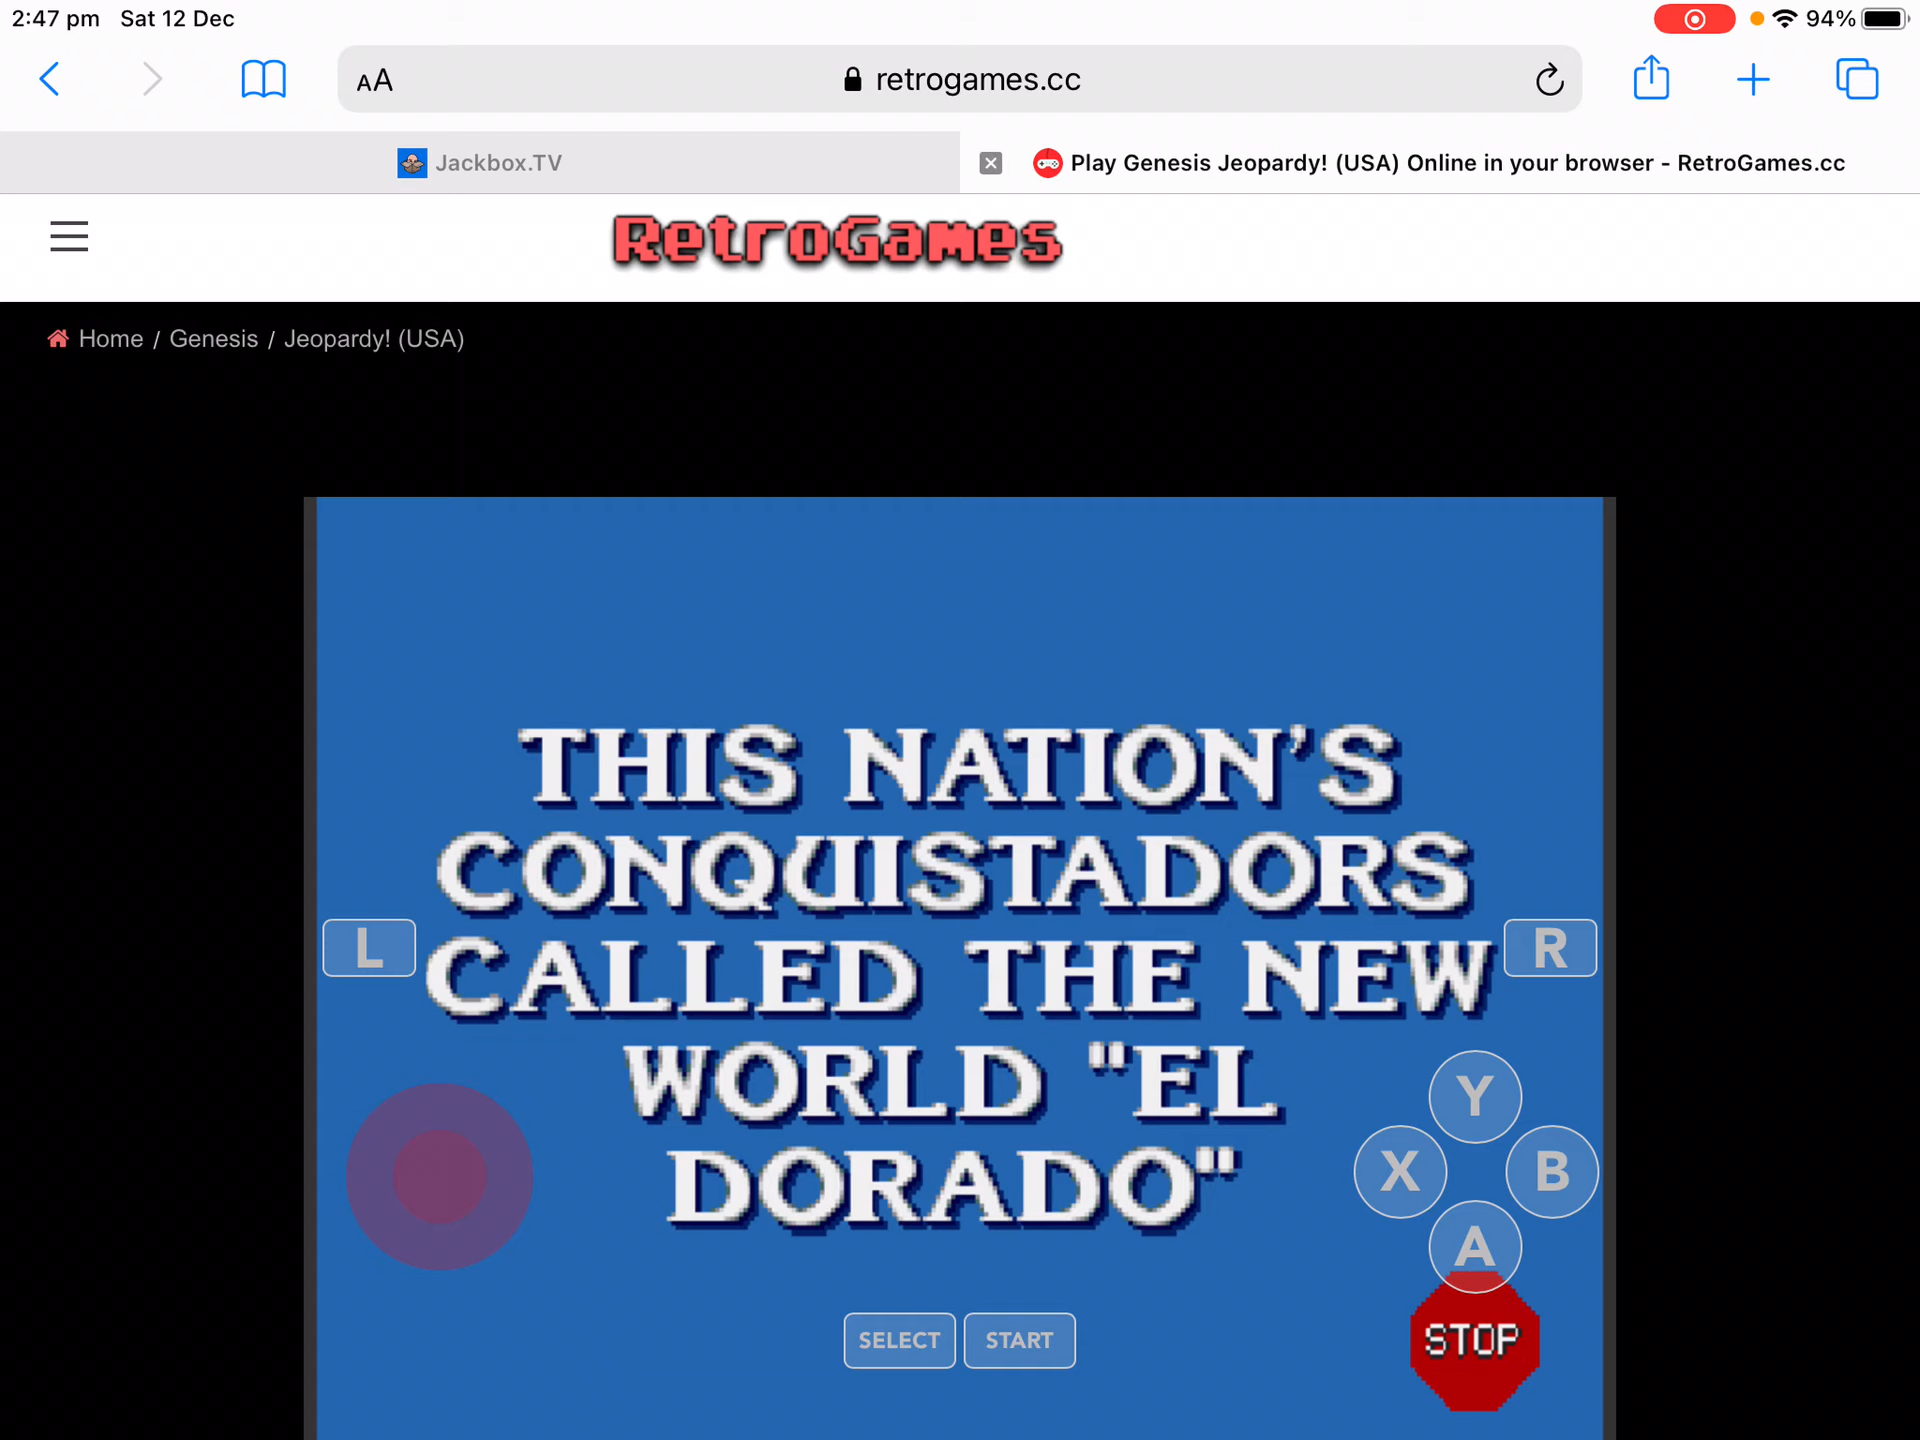 2:47 pm Sat 12 Dec 94%
AA retrogames.cc
Jackbox.TV Play Genesis Jeopardy! (USA) Online in your browser - RetroGames.cc
RetroGames
Home / Genesis / Jeopardy! (USA)
THIS NATION'S
CONQUISTADORS
CALLED THE NEW
WORLD "EL
DORADO"
L
R
Y
X
B
A
SELECT START
STOP